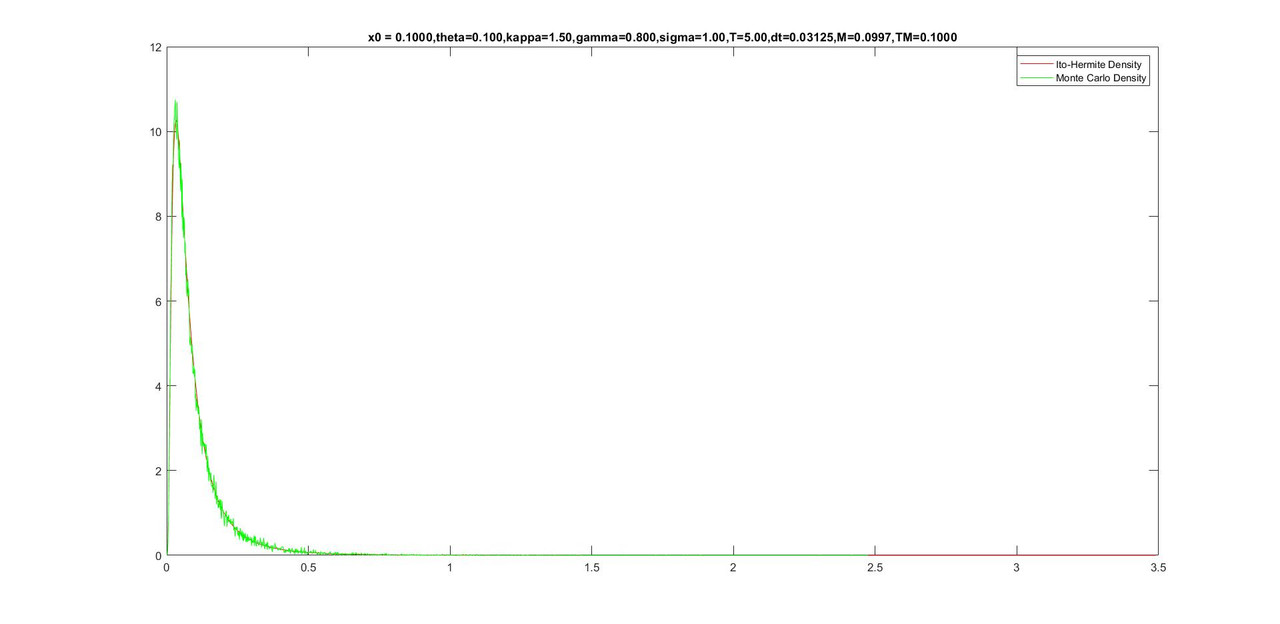 x0 = 0.1000,theta=0.100,kappa=1.50,gamma=0.800,sigma=1.00,T=5.00,dt=0.03125,M=0.0997,TM=0.1000
Ito-Hermite Density
Monte Carlo Density
12
10
8
6
4
2
0
0 0.5 1 1.5 2 2.5 3 3.5